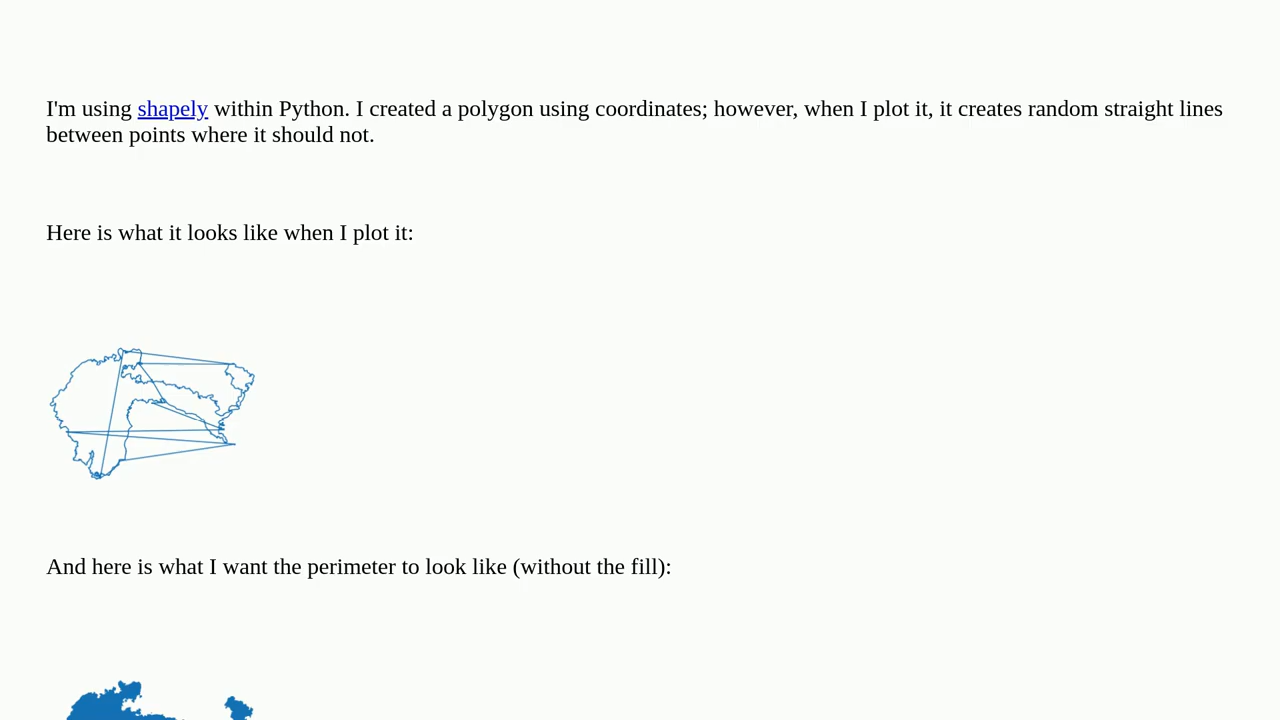 I'm using shapely within Python. I created a polygon using coordinates; however, when I plot it, it creates random straight lines
between points where it should not.
Here is what it looks like when I plot it:
And here is what I want the perimeter to look like (without the fill):